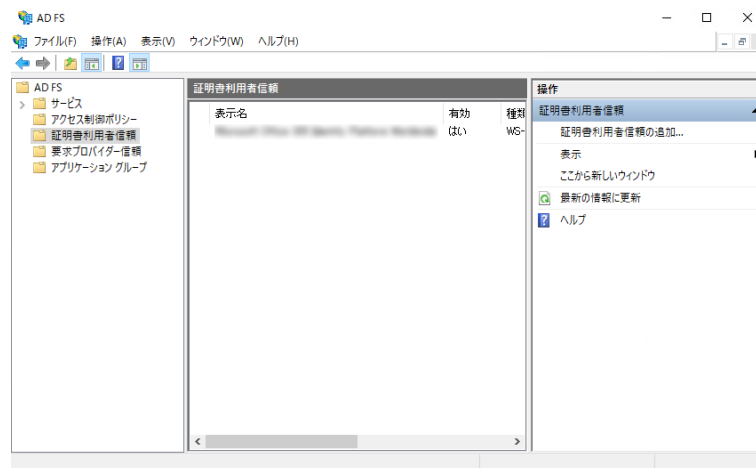 AD FS
ファイル(F) 操作(A) 表示(V) ウィンドウ(W) ヘルプ(H)
AD FS
サービス
アクセス制御ポリシー
証明書利用者信頼
要求プロバイダー信頼
アプリケーション グループ
証明書利用者信頼
表示名 有効 種類
はい WS-
操作
証明書利用者信頼
証明書利用者信頼の追加...
表示
ここから新しいウィンドウ
最新の情報に更新
ヘルプ